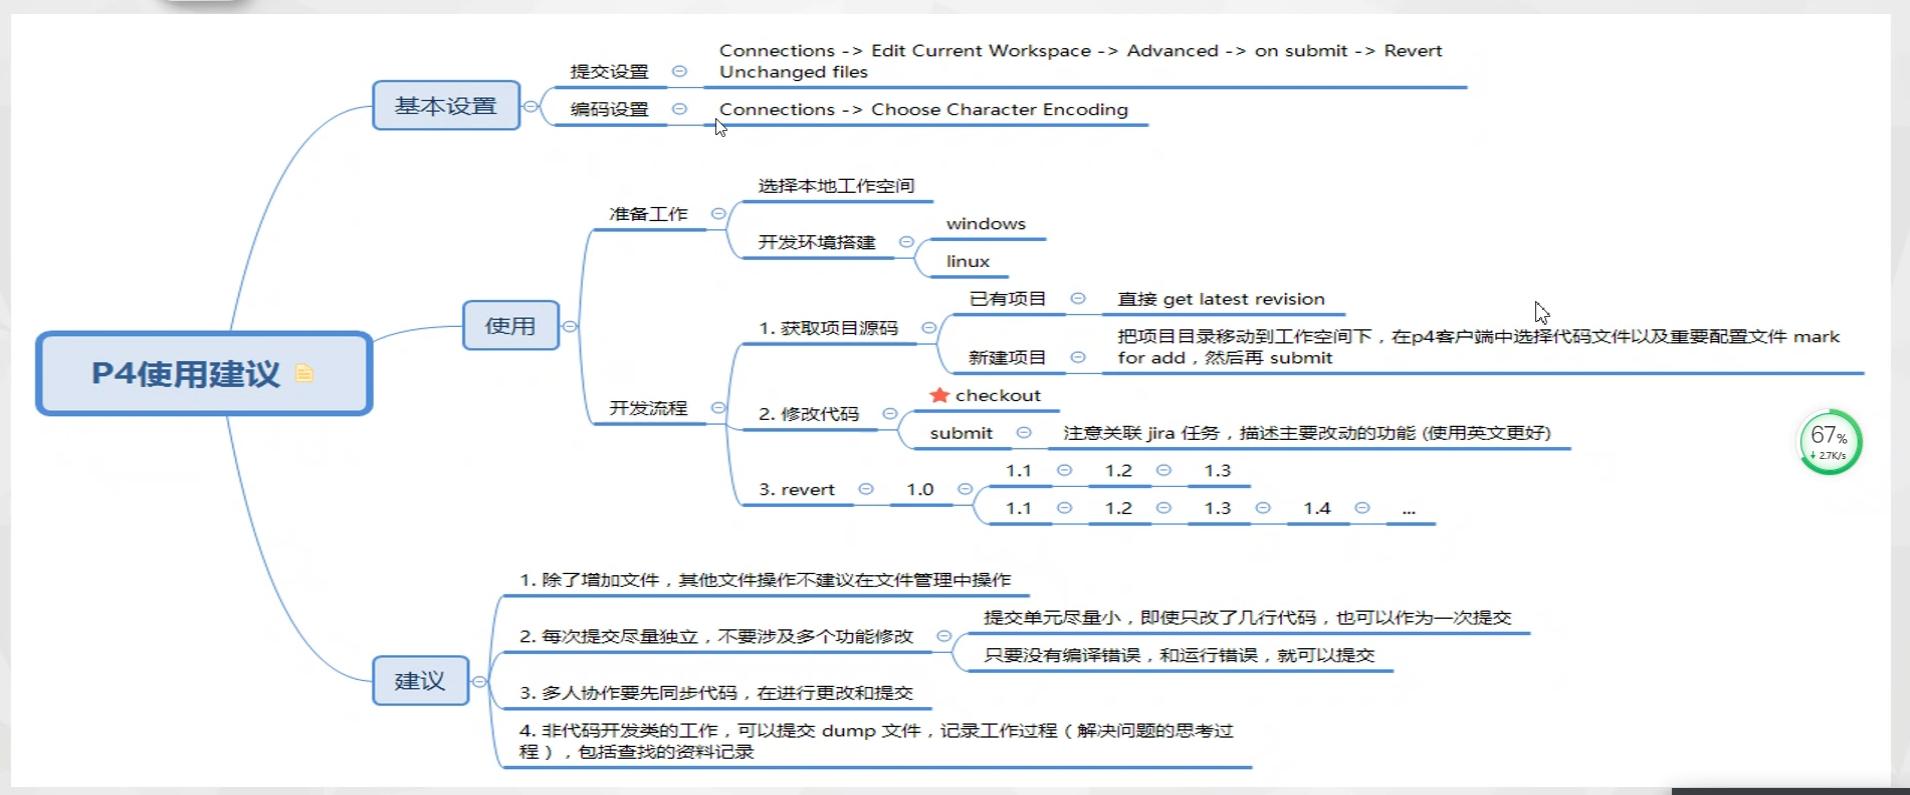 P4使用建议
基本设置
提交设置
Connections -> Edit Current Workspace -> Advanced -> on submit -> Revert
Unchanged files
编码设置
Connections -> Choose Character Encoding
使用
准备工作
选择本地工作空间
开发环境搭建
windows
linux
开发流程
1. 获取项目源码
已有项目
直接 get latest revision
新建项目
把项目目录移动到工作空间下，在p4客户端中选择代码文件以及重要配置文件 mark
for add，然后再 submit
2. 修改代码
checkout
submit
注意关联 jira 任务，描述主要改动的功能 (使用英文更好)
3. revert
1.0
1.1
1.2
1.3
1.1
1.2
1.3
1.4
...
建议
1. 除了增加文件，其他文件操作不建议在文件管理中操作
2. 每次提交尽量独立，不要涉及多个功能修改
提交单元尽量小，即使只改了几行代码，也可以作为一次提交
只要没有编译错误，和运行错误，就可以提交
3. 多人协作要先同步代码，在进行更改和提交
4. 非代码开发类的工作，可以提交 dump 文件，记录工作过程（解决问题的思考过
程），包括查找的资料记录
67%
2.7K/s